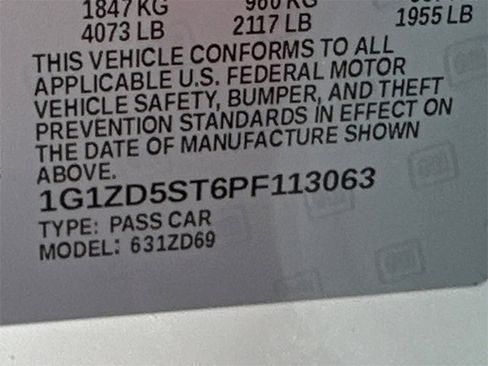 1847 KG 960 KG
4073 LB 2117 LB 1955 LB
THIS VEHICLE CONFORMS TO ALL
APPLICABLE U.S. FEDERAL MOTOR
VEHICLE SAFETY, BUMPER, AND THEFT
PREVENTION STANDARDS IN EFFECT ON
THE DATE OF MANUFACTURE SHOWN
ABOVE.
1G1ZD5ST6PF113063
TYPE: PASS CAR
MODEL: 631ZD69